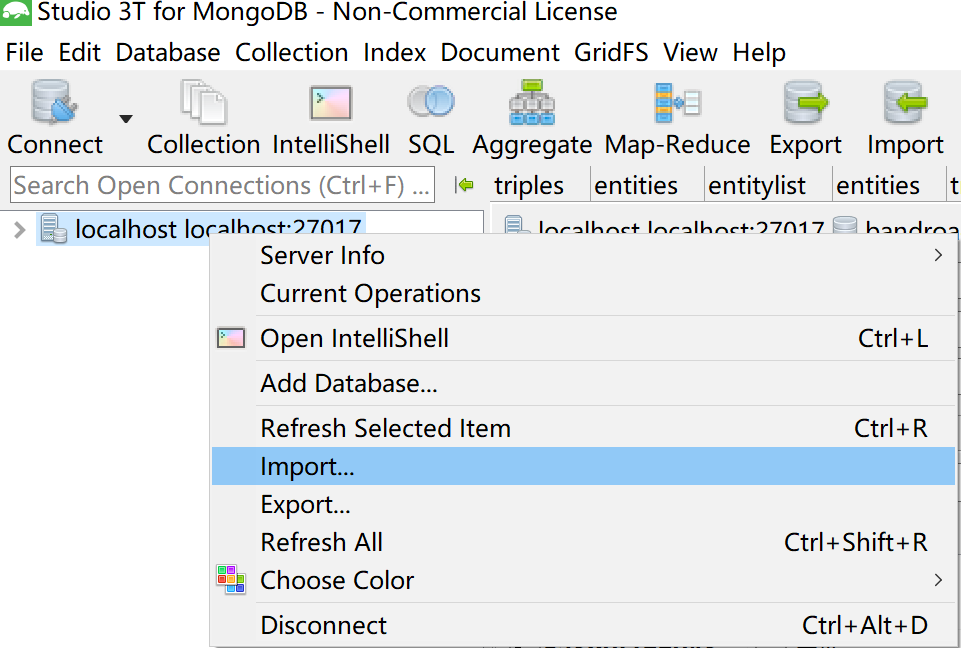 Studio 3T for MongoDB - Non-Commercial License
File Edit Database Collection Index Document GridFS View Help
Connect Collection IntelliShell SQL Aggregate Map-Reduce Export Import
Search Open Connections (Ctrl+F) ... triples entities entitylist entities
localhost localhost:27017 localhost localhost:27017 bandroa
Server Info
Current Operations
Open IntelliShell Ctrl+L
Add Database...
Refresh Selected Item Ctrl+R
Import...
Export...
Refresh All Ctrl+Shift+R
Choose Color
Disconnect Ctrl+Alt+D